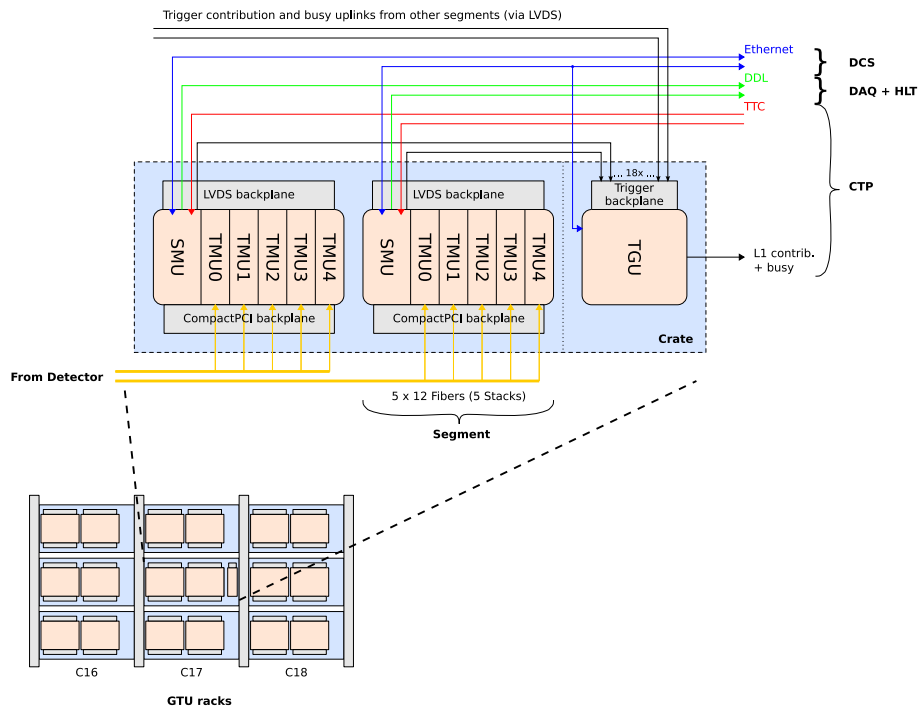 Trigger contribution and busy uplinks from other segments (via LVDS)
Ethernet
DCS
DDL
DAQ + HLT
TTC
... 18x ...
LVDS backplane
LVDS backplane
Trigger
backplane
CTP
SMU
TMU0
TMU1
TMU2
TMU3
TMU4
SMU
TMU0
TMU1
TMU2
TMU3
TMU4
TGU
L1 contrib.
+ busy
CompactPCI backplane
CompactPCI backplane
Crate
From Detector
5 x 12 Fibers (5 Stacks)
Segment
C16
C17
C18
GTU racks